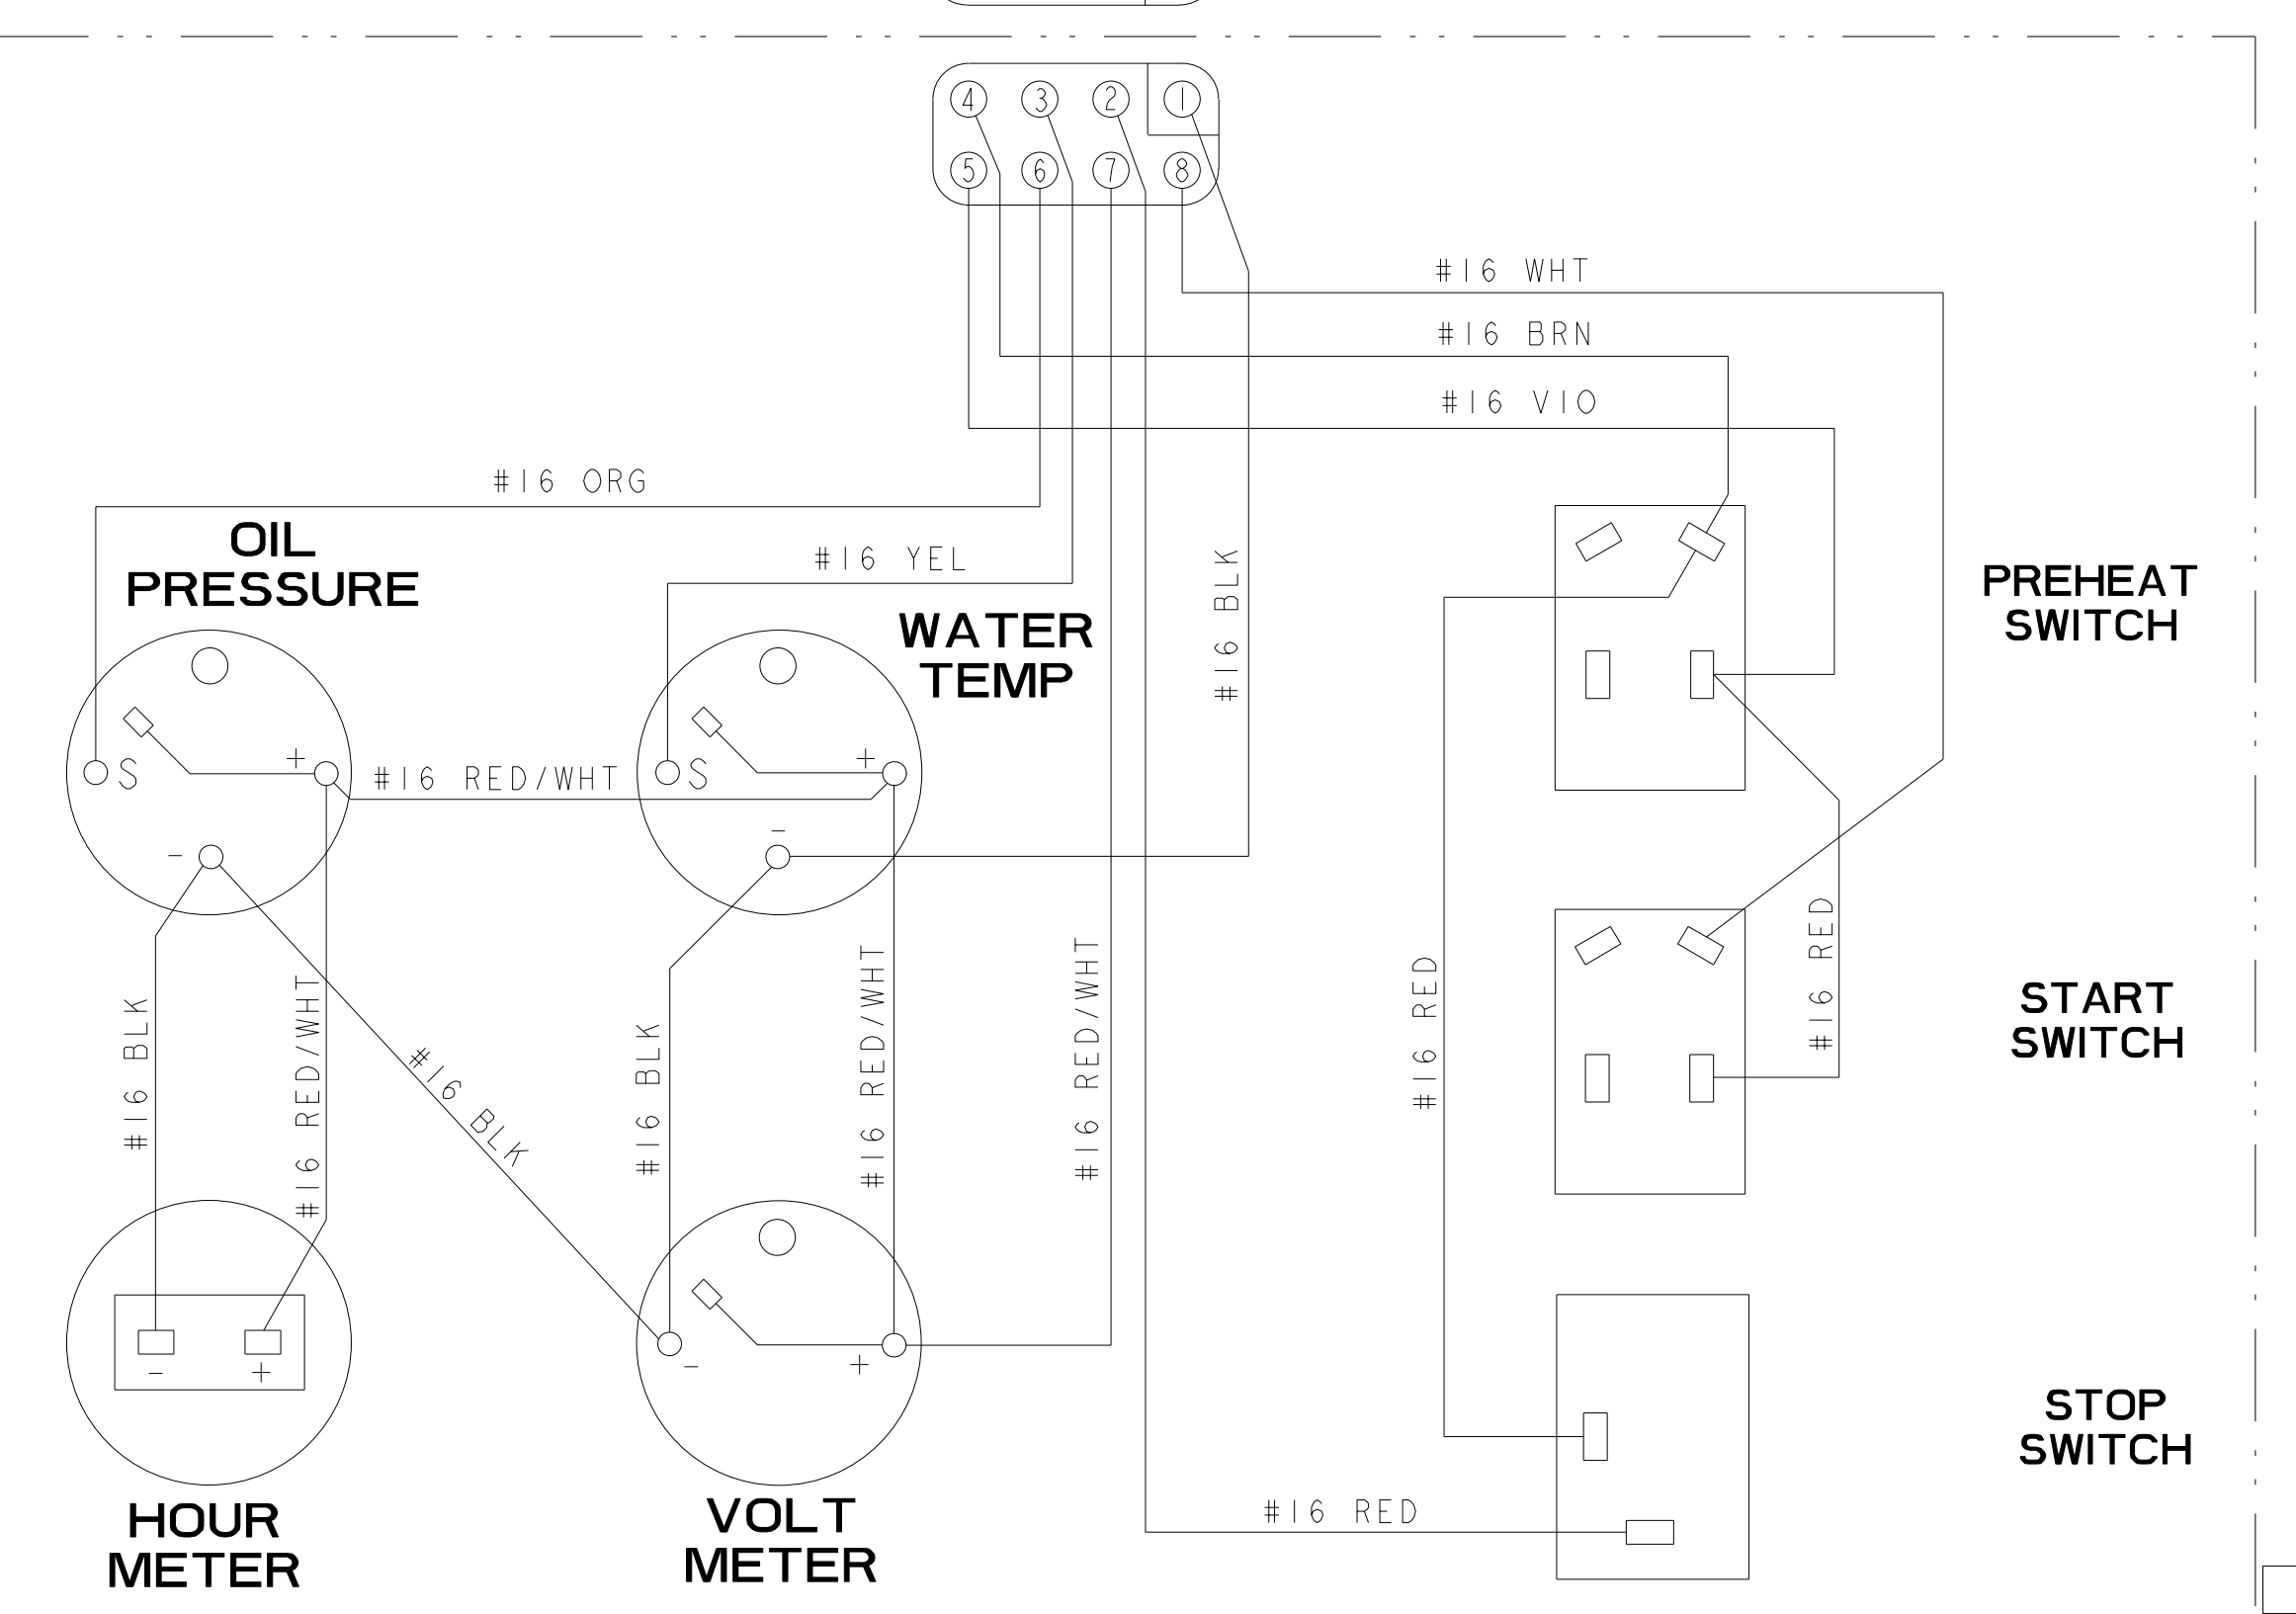 4 3 2 1
5 6 7 8
#16 WHT
#16 BRN
#16 VIO
#16 ORG
OIL
PRESSURE
#16 YEL
WATER
TEMP
#16 BLK
PREHEAT
SWITCH
S
+
#16 RED/WHT
S
+
-
-
#16 BLK
#16 RED/WHT
#16 BLK
#16 BLK
#16 RED/WHT
#16 RED/WHT
#16 RED
#16 RED
START
SWITCH
-
+
-
+
STOP
SWITCH
#16 RED
HOUR
METER
VOLT
METER